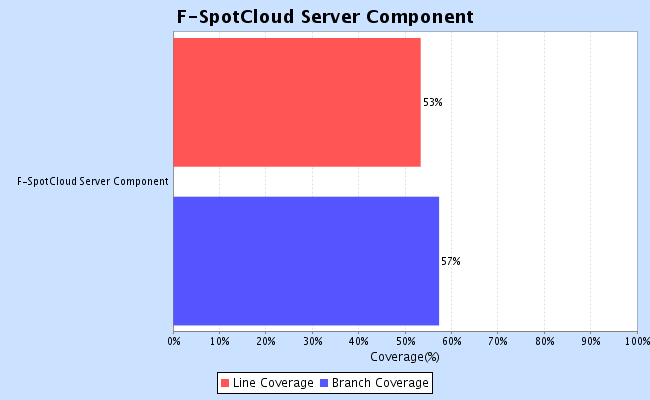 F-SpotCloud Server Component
53%
F-SpotCloud Server Component
57%
0% 10% 20% 30% 40% 50% 60% 70% 80% 90% 100%
Coverage(%)
Line Coverage Branch Coverage